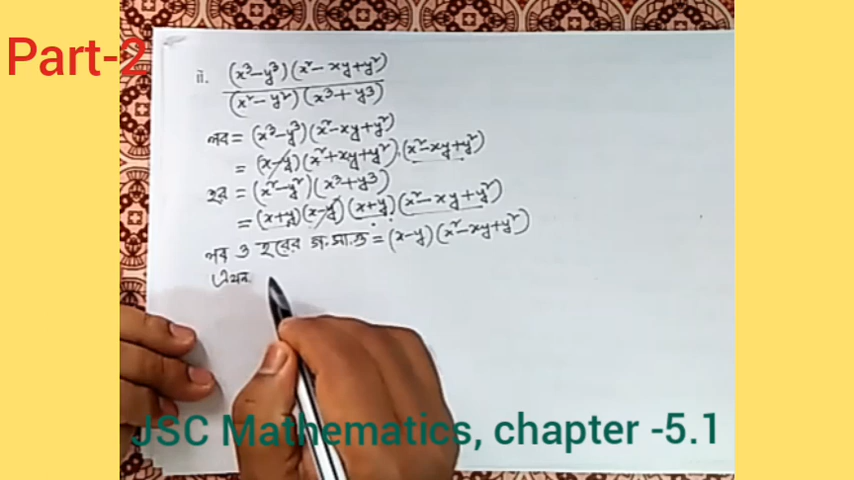 Part-2
ii. (x³-y³)(x²-xy+y²)
(x²-y²)(x³+y³)
লব = (x³-y³)(x²-xy+y²)
= (x-y)(x²+xy+y²)(x²-xy+y²)
হর = (x²-y²)(x³+y³)
= (x+y)(x-y)(x+y)(x²-xy+y²)
লব ও হরের গ.সা.গু = (x-y)(x²-xy+y²)
এখন
JSC Mathematics, chapter -5.1